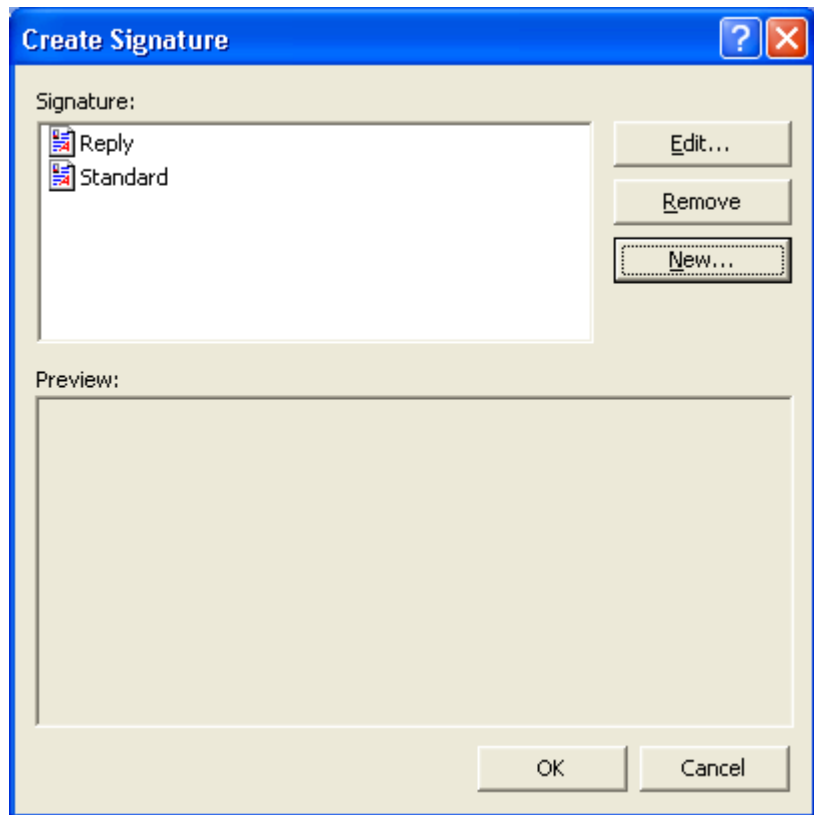 Create Signature
Signature:
Reply
Standard
Edit...
Remove
New...
Preview:
OK
Cancel